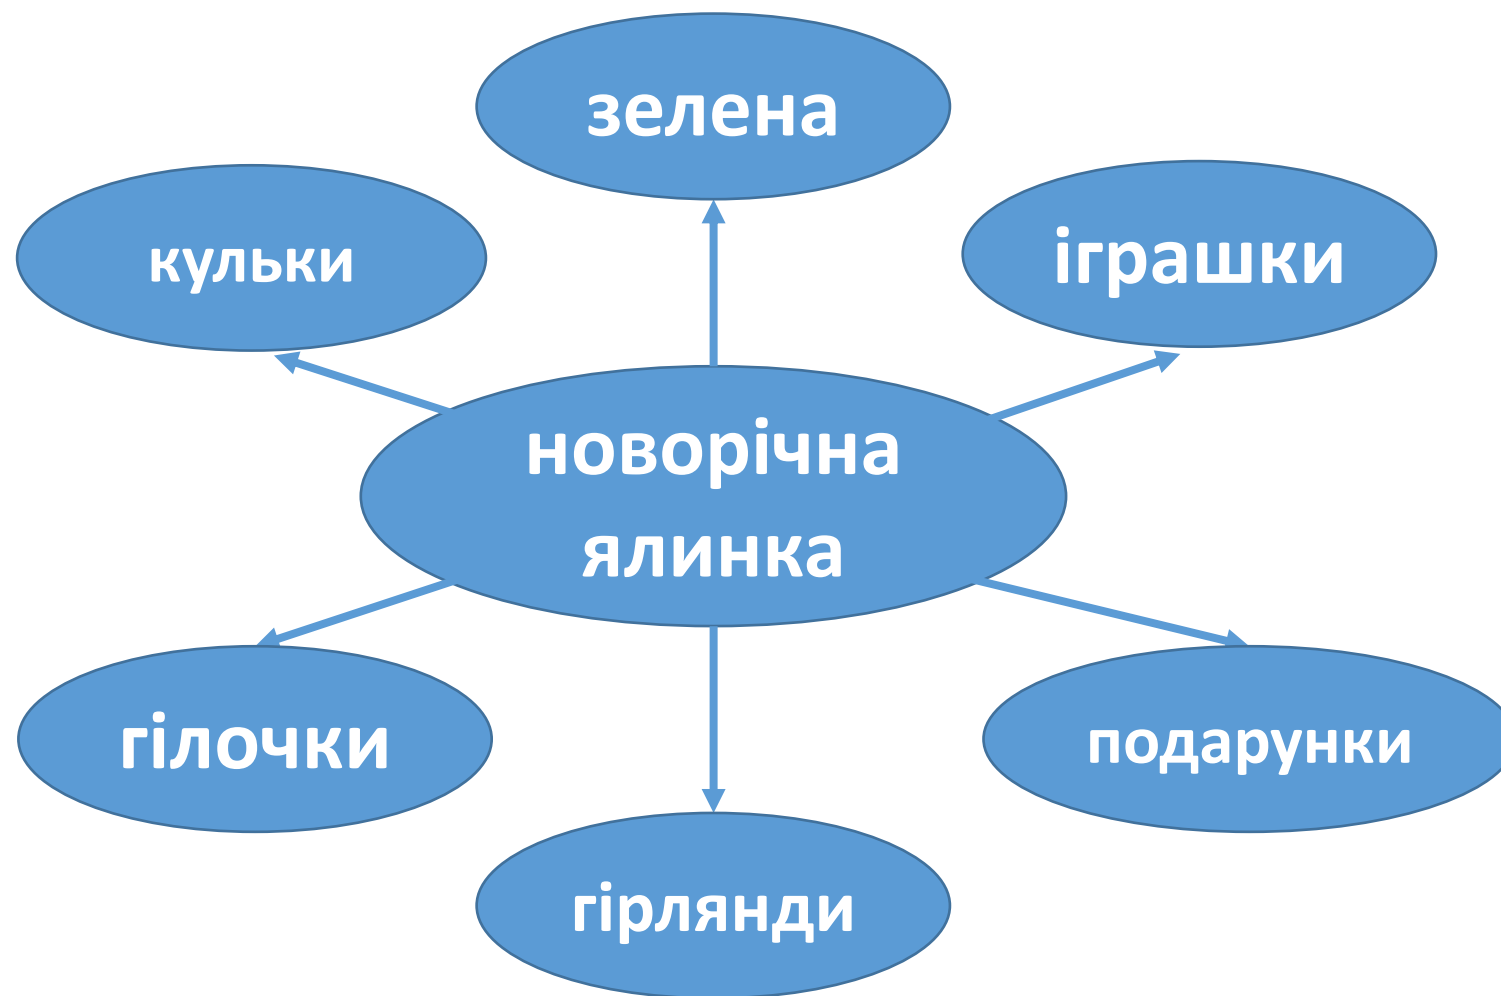 зелена
кульки
іграшки
новорічна
ялинка
гілочки
подарунки
гірлянди